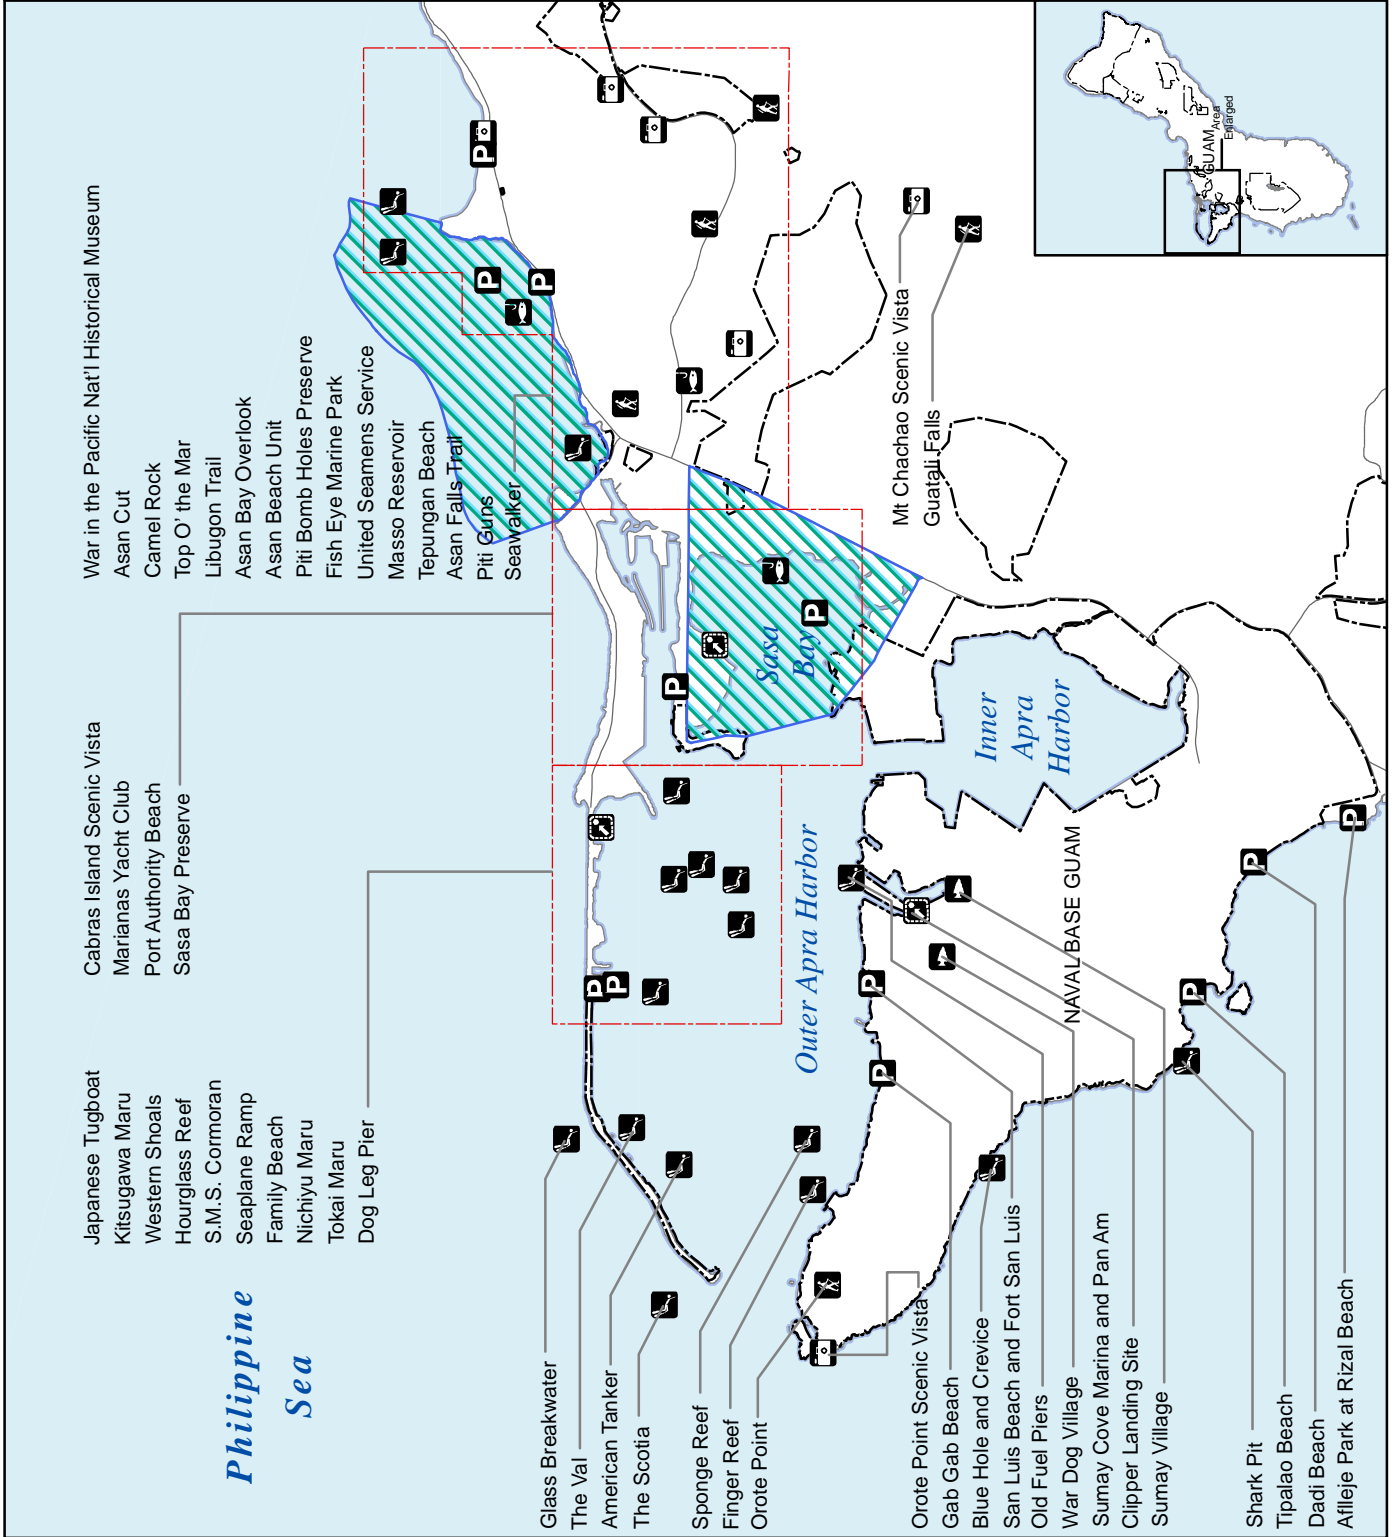 War in the Pacific Nat'l Historical Museum
Asan Cut
Camel Rock
Top O' the Mar
Libugon Trail
Asan Bay Overlook
Asan Beach Unit
Piti Bomb Holes Preserve
Fish Eye Marine Park
United Seamens Service
Masso Reservoir
Tepungan Beach
Asan Falls Trail
Piti Guns
Seawalker
Cabras Island Scenic Vista
Marianas Yacht Club
Port Authority Beach
Sasa Bay Preserve
Japanese Tugboat
Kitsugawa Maru
Western Shoals
Hourglass Reef
S.M.S. Cormoran
Seaplane Ramp
Family Beach
Nichiyu Maru
Tokai Maru
Dog Leg Pier
Philippine
Sea
Glass Breakwater
The Val
American Tanker
The Scotia
Sponge Reef
Finger Reef
Orote Point
Orote Point Scenic Vista
Gab Gab Beach
Blue Hole and Crevice
San Luis Beach and Fort San Luis
Old Fuel Piers
War Dog Village
Sumay Cove Marina and Pan Am
Clipper Landing Site
Sumay Village
Shark Pit
Tipalao Beach
Dadi Beach
Afilleje Park at Rizal Beach
Outer Apra Harbor
Sasa
Bay
Inner
Apra
Harbor
NAVAL BASE GUAM
Mt Chachao Scenic Vista
Guatali Falls
GUAM
Area
Enlarged
P
P
P
P
P
P
P
P
P
P
P
P